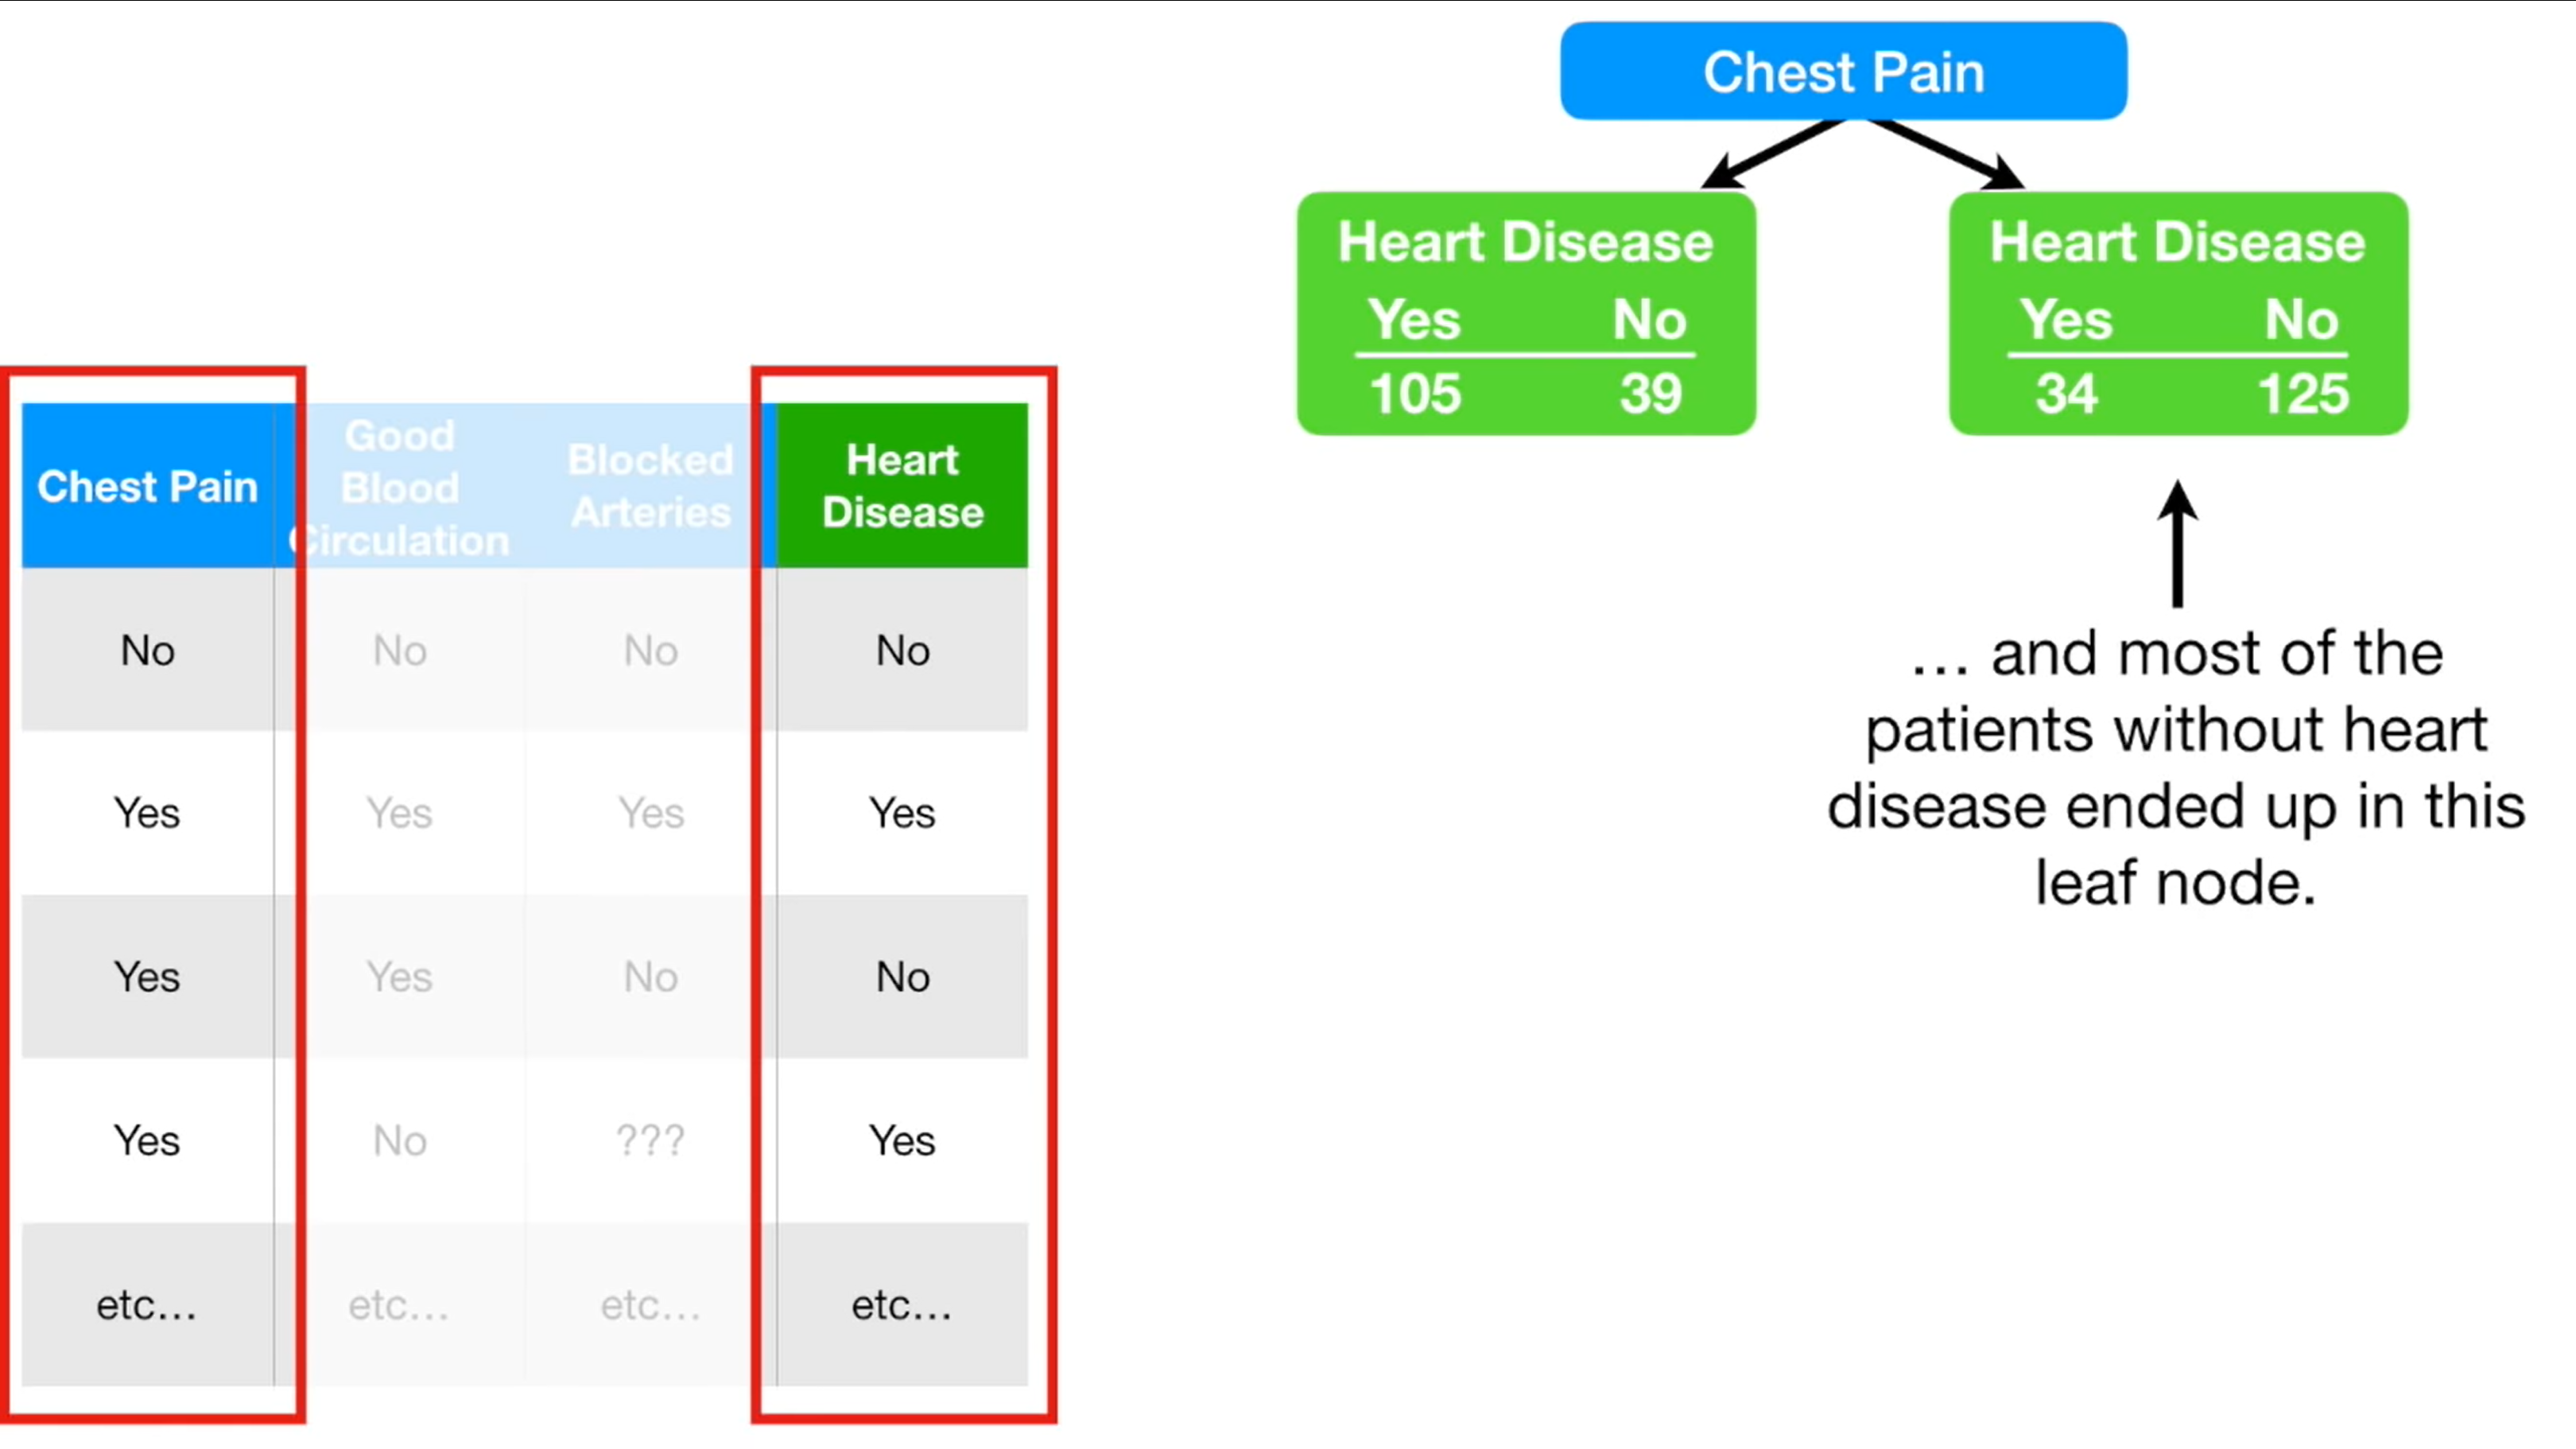 Chest Pain
Heart Disease
Yes No
105 39
Heart Disease
Yes No
34 125
… and most of the
patients without heart
disease ended up in this
leaf node.
Chest Pain
Good
Blood
Circulation
Blocked
Arteries
Heart
Disease
No No No No
Yes Yes Yes Yes
Yes Yes No No
Yes No ??? Yes
etc… etc… etc… etc…